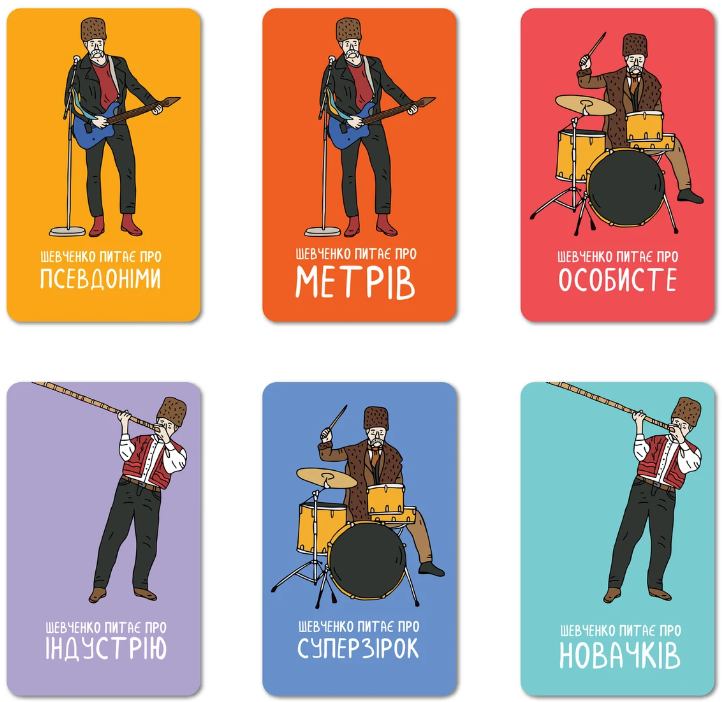 ШЕВЧЕНКО ПИТАЄ ПРО
ПСЕВДОНІМИ
ШЕВЧЕНКО ПИТАЄ ПРО
МЕТРІВ
ШЕВЧЕНКО ПИТАЄ ПРО
ОСОБИСТЕ
ШЕВЧЕНКО ПИТАЄ ПРО
ІНДУСТРІЮ
ШЕВЧЕНКО ПИТАЄ ПРО
СУПЕРЗІРОК
ШЕВЧЕНКО ПИТАЄ ПРО
НОВАЧКІВ